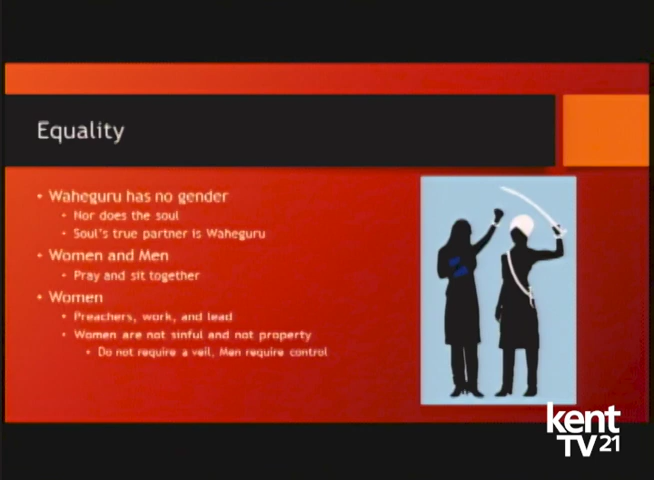 Equality
• Waheguru has no gender
• Nor does the soul
• Soul's true partner is Waheguru
• Women and Men
• Pray and sit together
• Women
• Preachers, work, and lead
• Women are not sinful and not property
• Do not require a veil, Men require control
kent
TV21